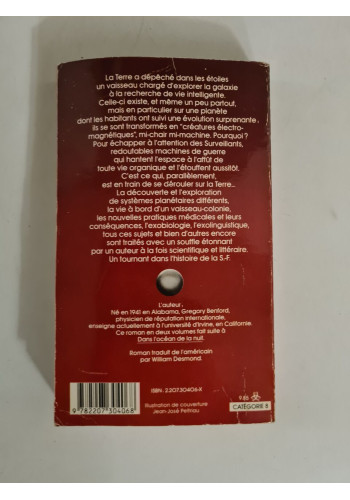 La Terre a dépêché dans les étoiles
un vaisseau chargé d'explorer la galaxie
à la recherche de vie intelligente.
Celle-ci existe, et même un peu partout,
mais en particulier sur une planète
dont les habitants ont suivi une évolution surprenante :
ils se sont transformés en "créatures électro-
magnétiques", mi-chair mi-machine. Pourquoi ?
Pour échapper à l'attention des Surveillants,
redoutables machines de guerre
qui hantent l'espace à l'affût de
toute vie organique et l'étouffent aussitôt.
C'est ce qui, parallèlement,
est en train de se dérouler sur la Terre...
La découverte et l'exploration
de systèmes planétaires différents,
la vie à bord d'un vaisseau-colonie,
les nouvelles pratiques médicales et leurs
conséquences, l'exobiologie, l'exolinguistique,
tous ces sujets et bien d'autres encore
sont traités avec un souffle étonnant
par un auteur à la fois scientifique et littéraire.
Un tournant dans l'histoire de la S.-F.
L'auteur :
Né en 1941 en Alabama, Gregory Benford,
physicien de réputation internationale,
enseigne actuellement à l'université d'Irvine, en Californie.
Ce roman en deux volumes fait suite à
Dans l'océan de la nuit.
Roman traduit de l'américain
par William Desmond.
ISBN : 2.207.30406-X
9 782207 304068
Illustration de couverture
Jean-José Petriau
CATÉGORIE 8